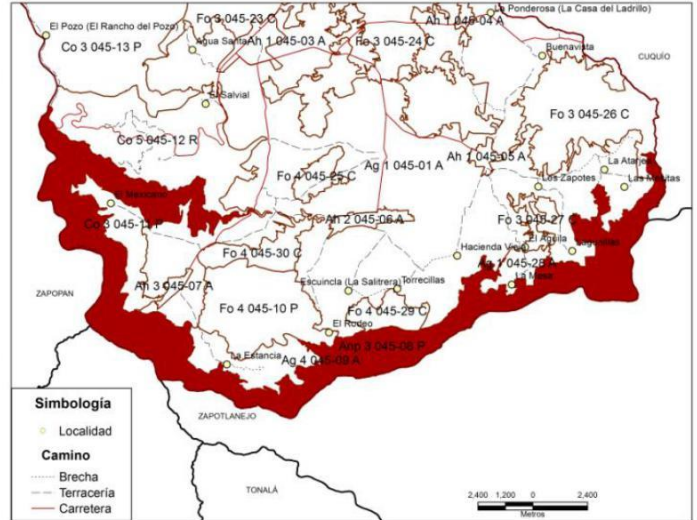 Fo 3 045-23 C
Ah 1 045-04 A
La Ponderosa (La Casa del Ladrillo)
El Pozo (El Rancho del Pozo)
Co 3 045-13 P
Agua Santa
Ah 1 045-03 A
Fo 3 045-24 C
Buenavista
CUQUÍO
El Salvial
Fo 3 045-26 C
Co 5 045-12 R
Ag 1 045-01 A
Ah 1 045-05 A
La Atarjea
Fo 4 045-25 C
Los Zapotes
Las Mesitas
El Mexicano
Co 3 045-11 P
Ah 2 045-06 A
Fo 3 045-27 C
El Aguila
Lagunillas
Fo 4 045-30 C
Hacienda Vieja
Ag 1 045-28 A
La Mesa
ZAPOPAN
Ah 3 045-07 A
Escuincla (La Salitrera)
Torrecillas
Fo 4 045-10 P
Fo 4 045-29 C
El Rodeo
Anp 3 045-08 P
La Estancia
Ag 4 045-09 A
Simbología
Localidad
Camino
Brecha
Terracería
Carretera
ZAPOTLANEJO
TONALÁ
2,400 1,200 0 2,400
Metros